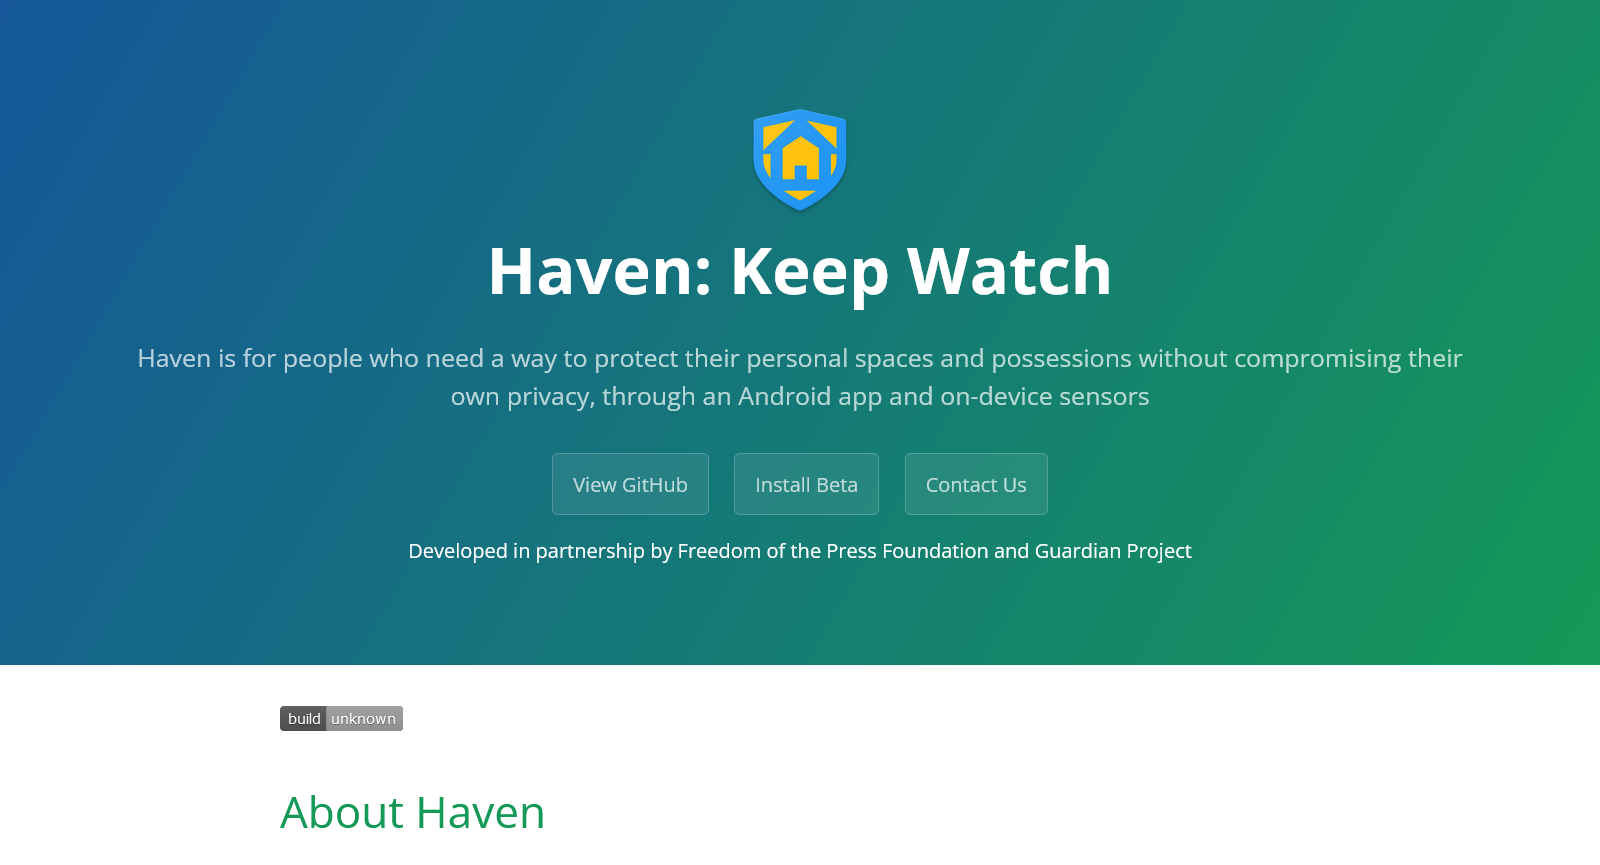 Haven: Keep Watch
Haven is for people who need a way to protect their personal spaces and possessions without compromising their
own privacy, through an Android app and on-device sensors
View GitHub
Install Beta
Contact Us
Developed in partnership by Freedom of the Press Foundation and Guardian Project
build unknown
About Haven